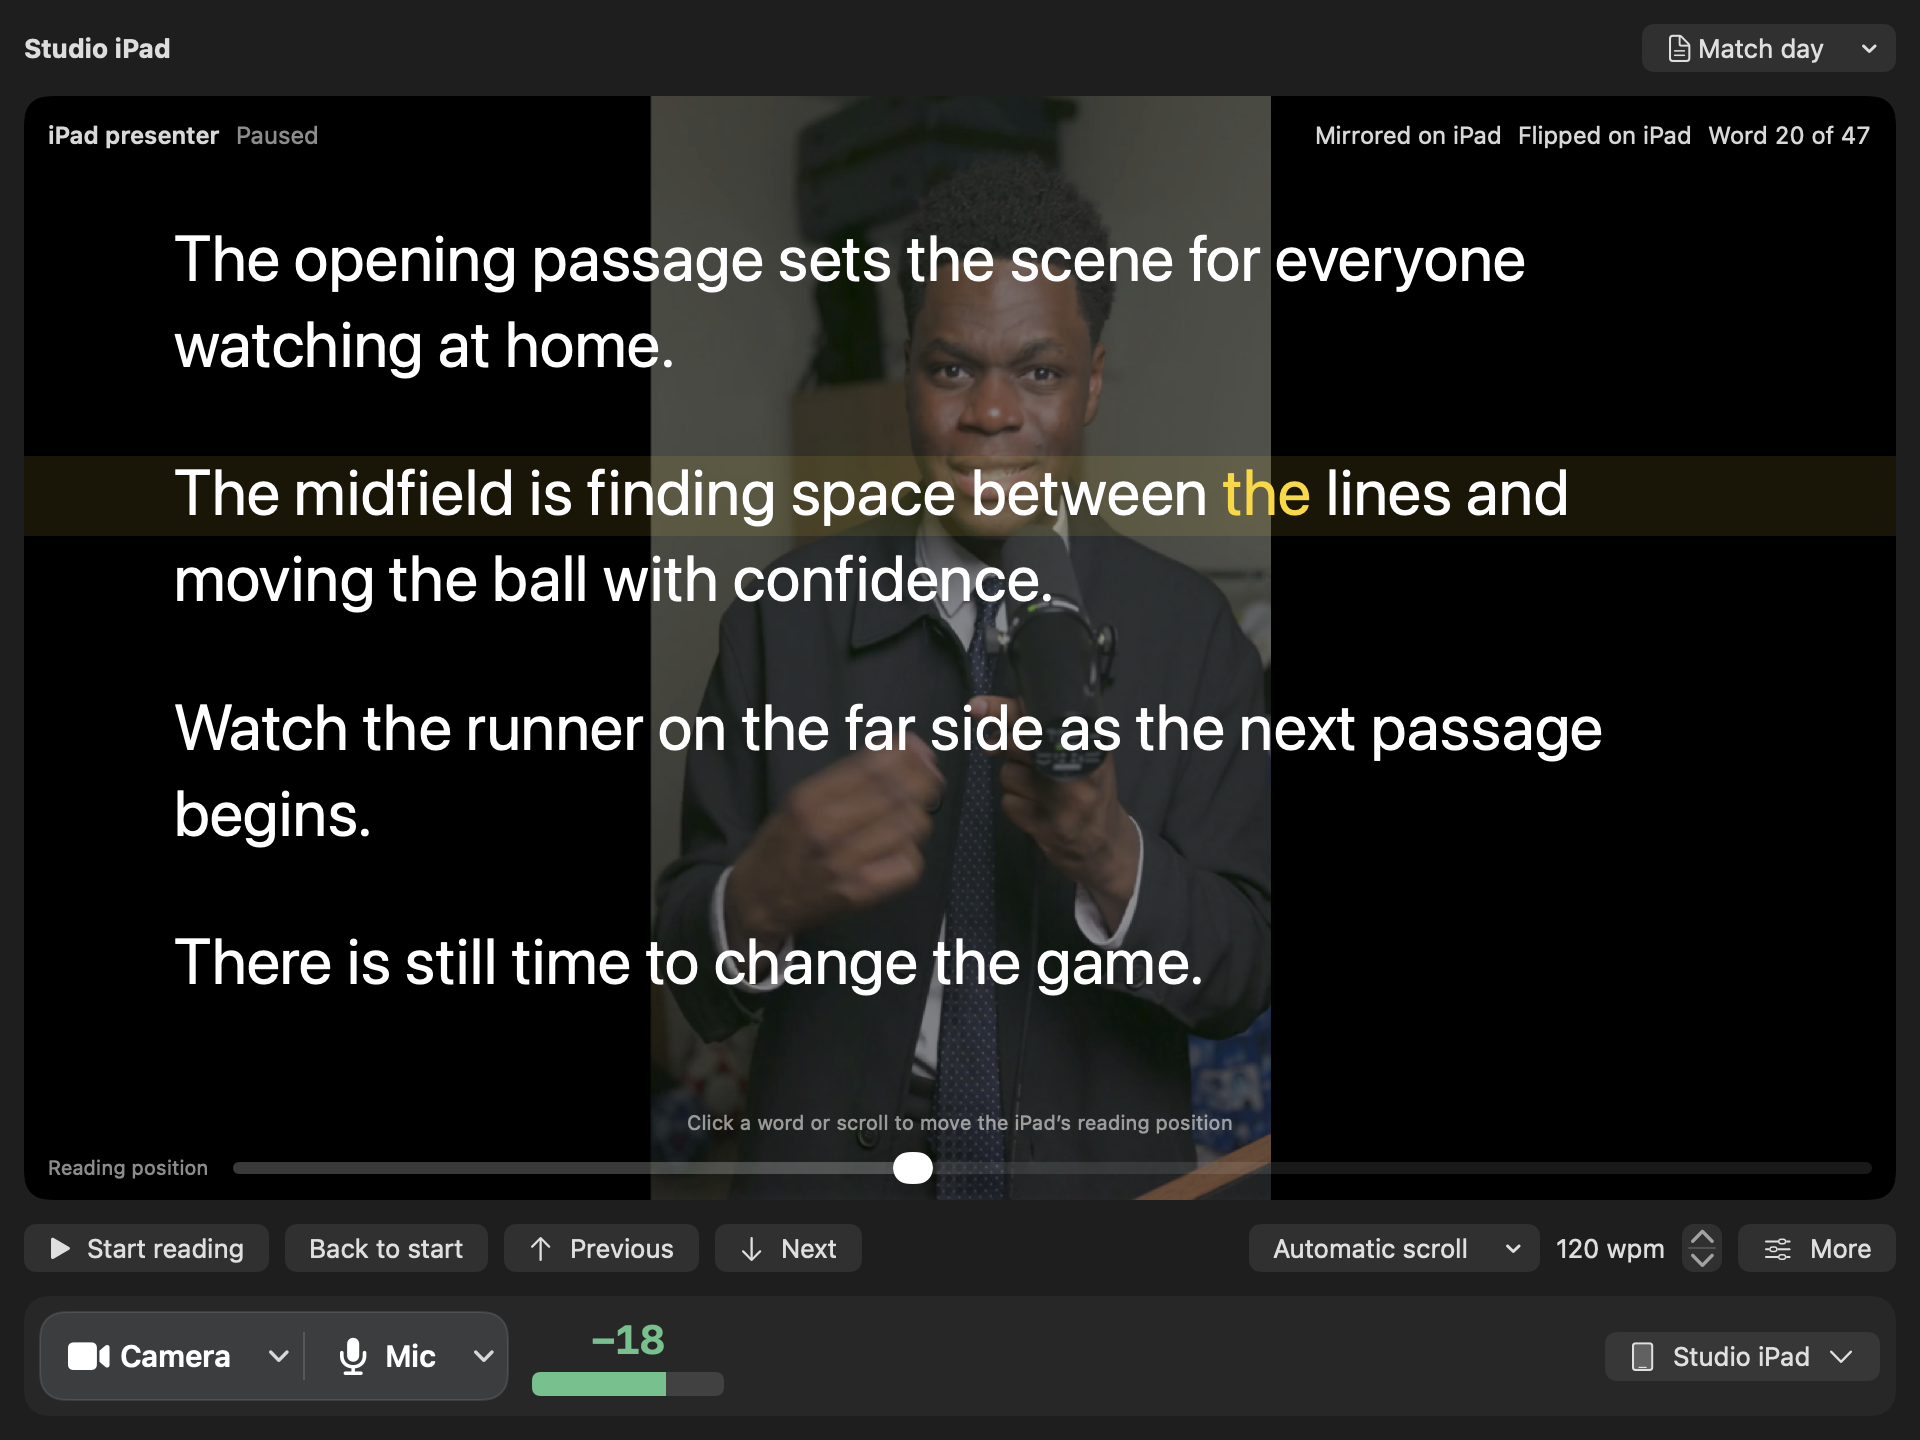 Studio iPad
Match day
iPad presenter Paused
Mirrored on iPad Flipped on iPad Word 20 of 47
The opening passage sets the scene for everyone
watching at home.
The midfield is finding space between the lines and
moving the ball with confidence.
Watch the runner on the far side as the next passage
begins.
There is still time to change the game.
Click a word or scroll to move the iPad’s reading position
Reading position
Start reading
Back to start
Previous
Next
Automatic scroll
120 wpm
More
Camera
Mic
–18
Studio iPad